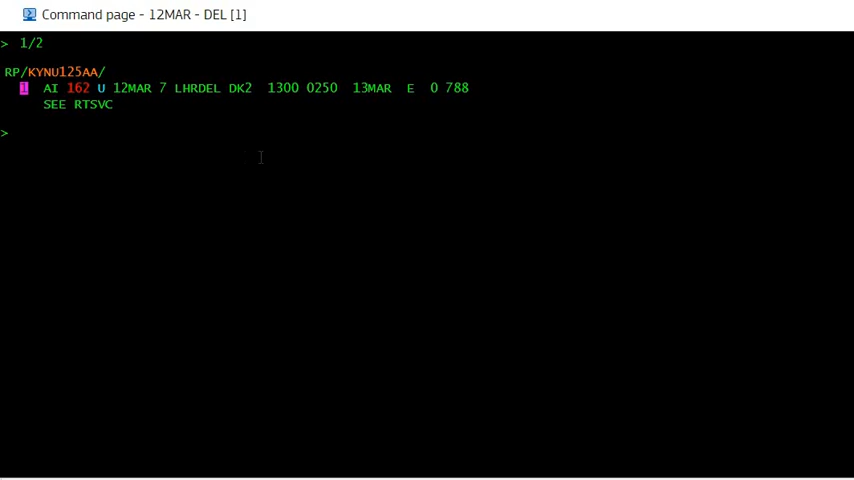 Command page - 12MAR - DEL [1]
> 1/2
RP/KYNU125AA/
1 AI 162 U 12MAR 7 LHRDEL DK2 1300 0250 13MAR E 0 788
SEE RTSVC
>